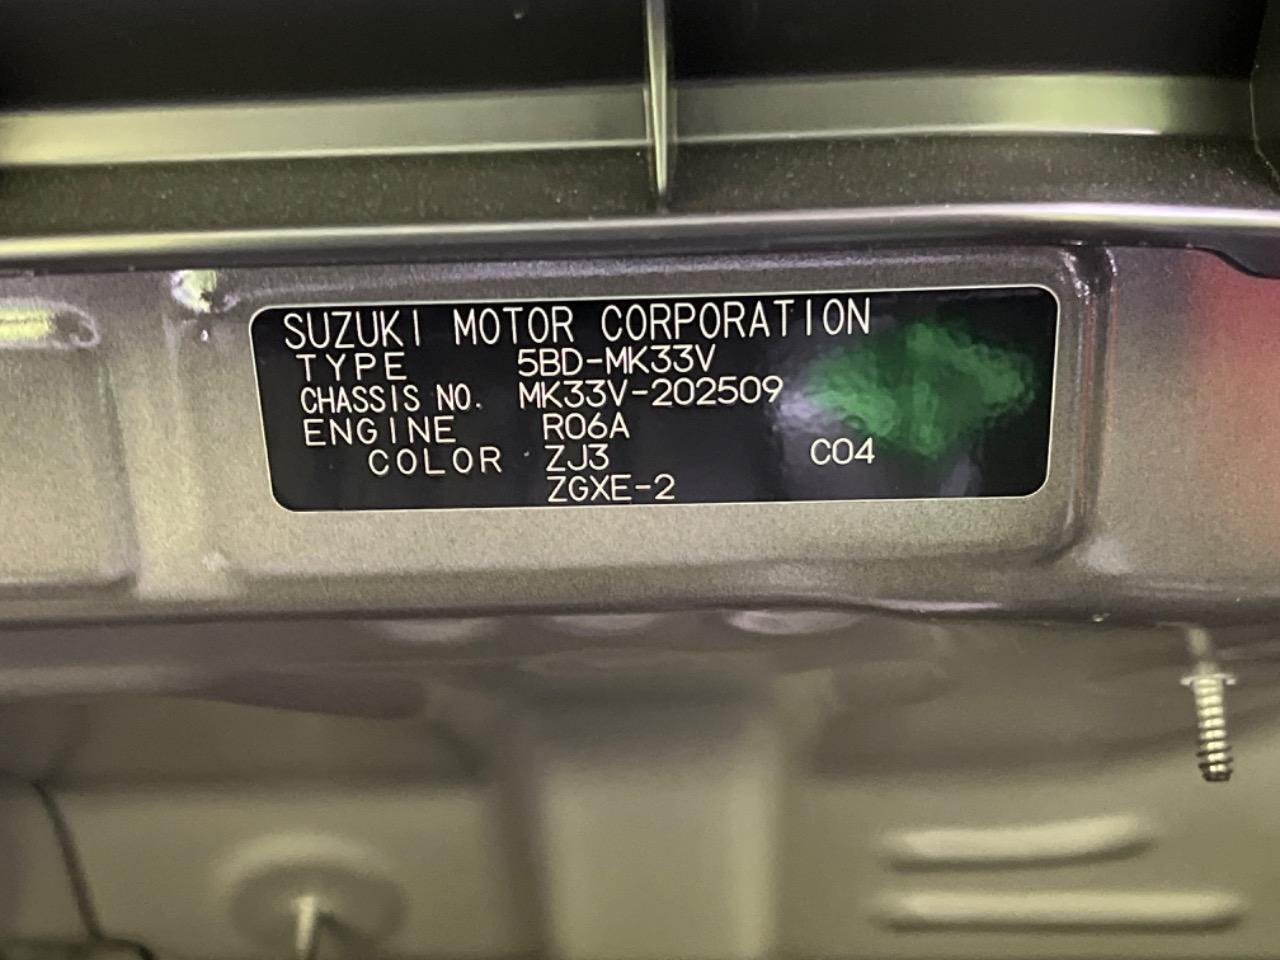 SUZUKI MOTOR CORPORATION
TYPE 5BD-MK33V
CHASSIS NO. MK33V-202509
ENGINE R06A
COLOR ZJ3 C04
ZGXE-2